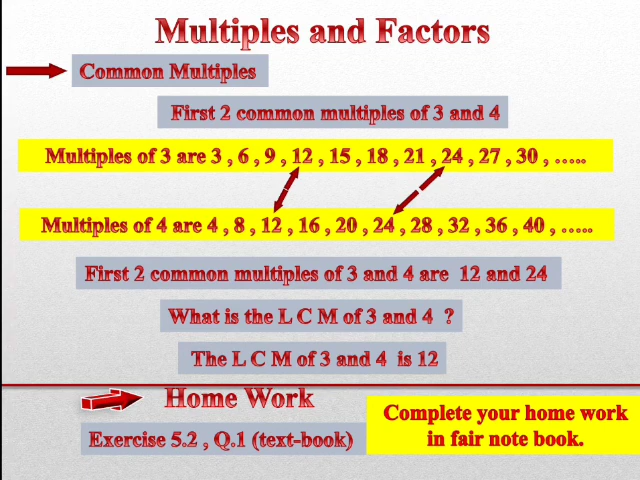 Multiples and Factors
Common Multiples
First 2 common multiples of 3 and 4
Multiples of 3 are 3 , 6 , 9 , 12 , 15 , 18 , 21 , 24 , 27 , 30 , …..
Multiples of 4 are 4 , 8 , 12 , 16 , 20 , 24 , 28 , 32 , 36 , 40 , …..
First 2 common multiples of 3 and 4 are 12 and 24
What is the L C M of 3 and 4 ?
The L C M of 3 and 4 is 12
Home Work
Exercise 5.2 , Q.1 (text-book)
Complete your home work
in fair note book.